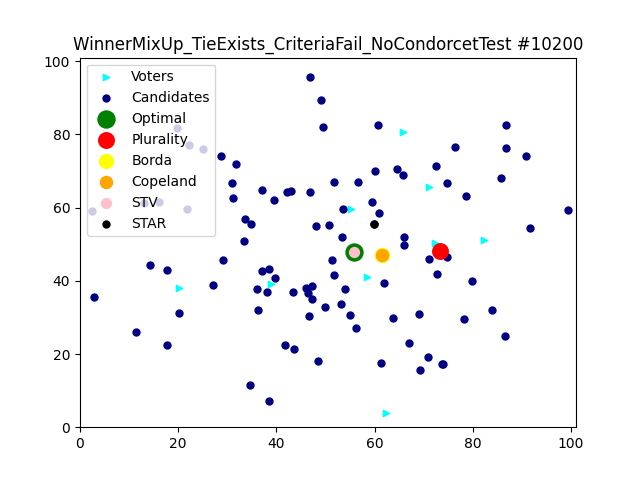 WinnerMixUp_TieExists_CriteriaFail_NoCondorcetTest #10200
100
80
60
40
20
0
Voters
Candidates
Optimal
Plurality
Borda
Copeland
STV
STAR
0 20 40 60 80 100